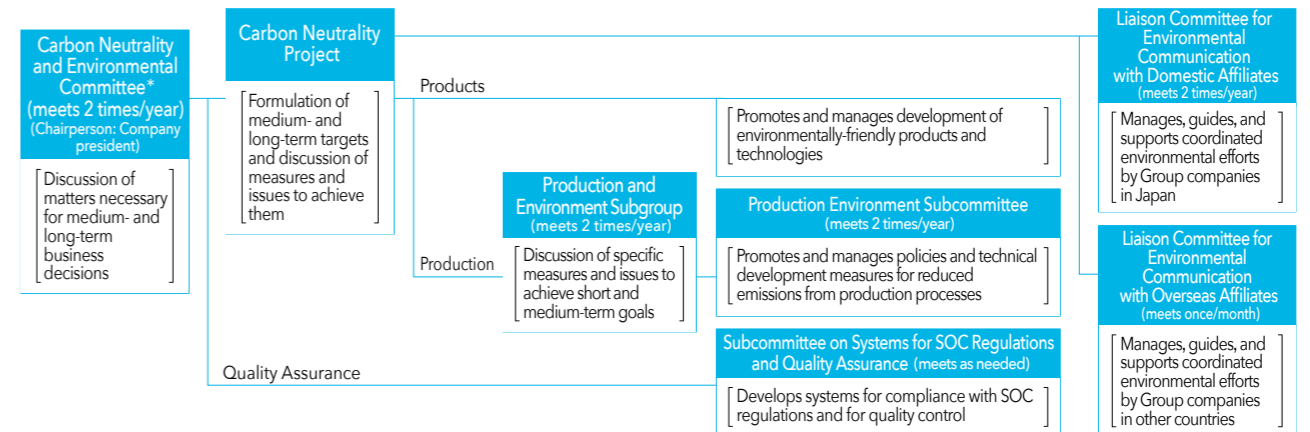 Carbon Neutrality
and Environmental
Committee*
(meets 2 times/year)
(Chairperson: Company
president)
Discussion of
matters necessary
for medium- and
long-term
business
decisions
Carbon Neutrality
Project
Formulation of
medium- and
long-term targets
and discussion of
measures and
issues to achieve
them
Products
Promotes and manages development of
environmentally-friendly products and
technologies
Production
Production and
Environment Subgroup
(meets 2 times/year)
Discussion of specific
measures and issues to
achieve short and
medium-term goals
Production Environment Subcommittee
(meets 2 times/year)
Promotes and manages policies and technical
development measures for reduced
emissions from production processes
Quality Assurance
Subcommittee on Systems for SOC Regulations
and Quality Assurance (meets as needed)
Develops systems for compliance with SOC
regulations and for quality control
Liaison Committee for
Environmental
Communication
with Domestic Affiliates
(meets 2 times/year)
Manages, guides, and
supports coordinated
environmental efforts
by Group companies
in Japan
Liaison Committee for
Environmental
Communication
with Overseas Affiliates
(meets once/month)
Manages, guides, and
supports coordinated
environmental efforts
by Group companies
in other countries